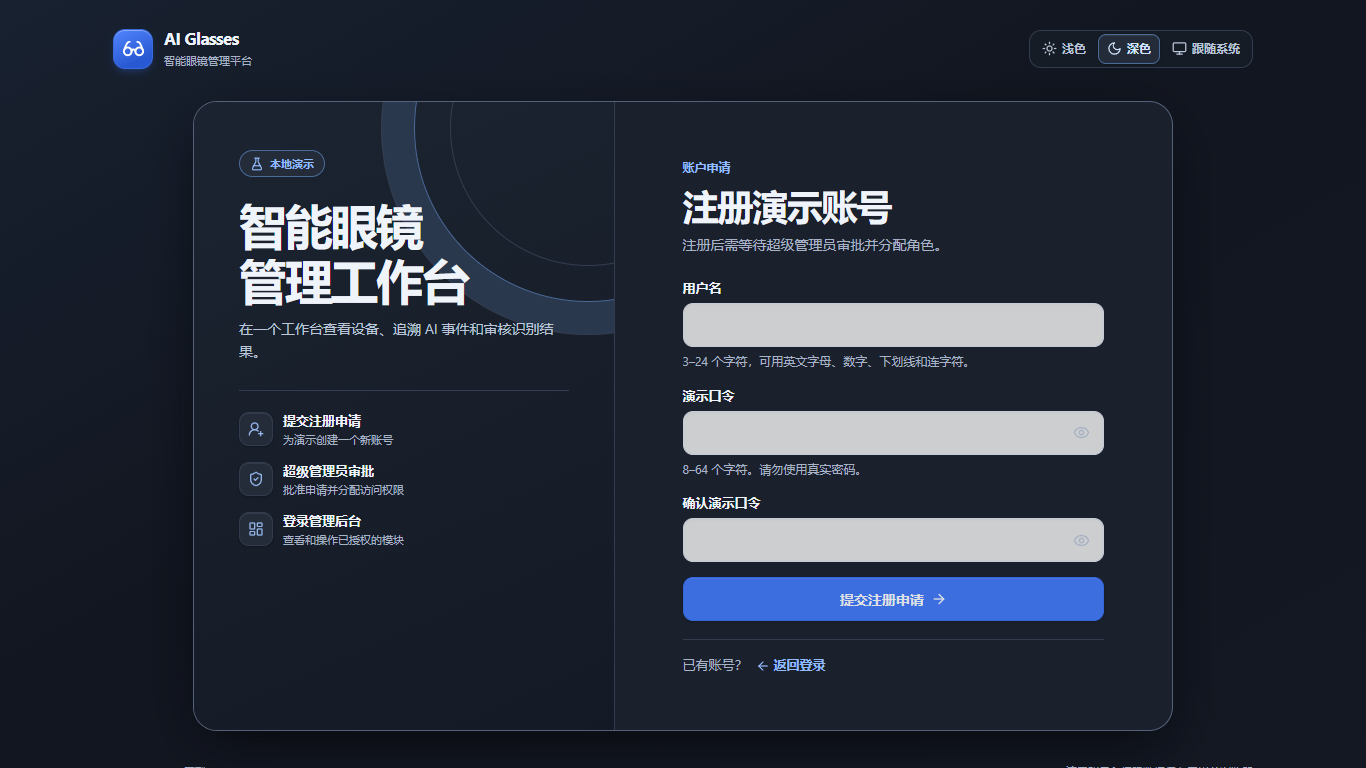 AI Glasses
智能眼镜管理平台
浅色
深色
跟随系统
本地演示
智能眼镜
管理工作台
在一个工作台查看设备、追溯 AI 事件和审核识别结
果。
提交注册申请
为演示创建一个新账号
超级管理员审批
批准申请并分配访问权限
登录管理后台
查看和操作已授权的模块
账户申请
注册演示账号
注册后需等待超级管理员审批并分配角色。
用户名
3–24 个字符，可用英文字母、数字、下划线和连字符。
演示口令
8–64 个字符。请勿使用真实密码。
确认演示口令
提交注册申请
已有账号？
返回登录